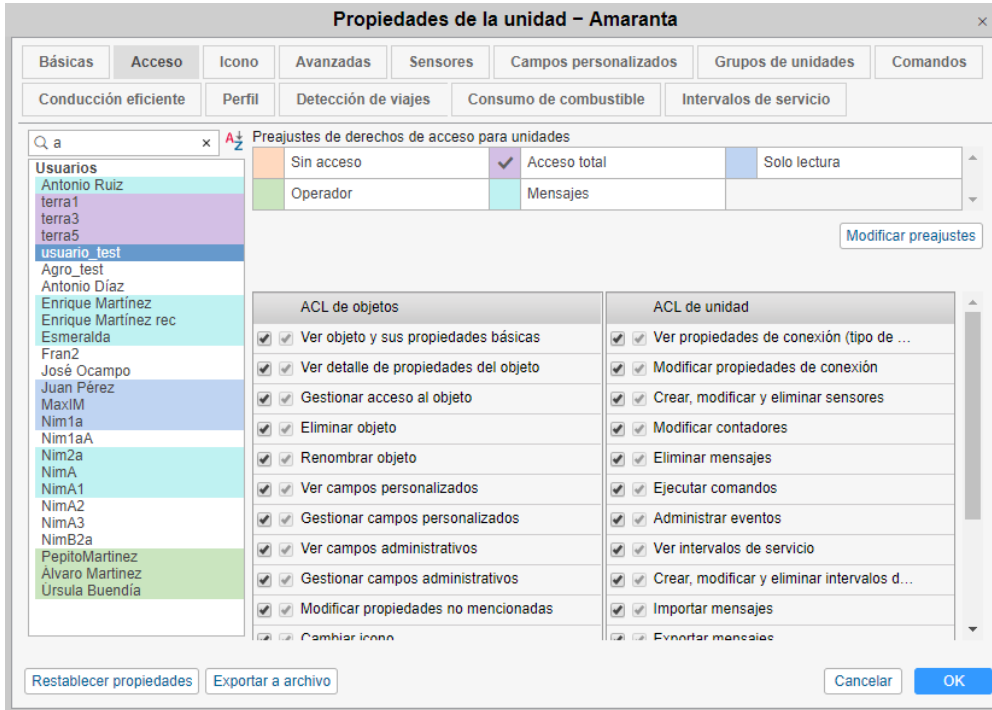 Propiedades de la unidad – Amaranta ×
Básicas Acceso Icono Avanzadas Sensores Campos personalizados Grupos de unidades Comandos
Conducción eficiente Perfil Detección de viajes Consumo de combustible Intervalos de servicio
a × AZ
Usuarios
Antonio Ruiz
terra1
terra3
terra5
usuario_test
Agro_test
Antonio Díaz
Enrique Martínez
Enrique Martínez rec
Esmeralda
Fran2
José Ocampo
Juan Pérez
MaxIM
Nim1a
Nim1aA
Nim2a
NimA
NimA1
NimA2
NimA3
NimB2a
PepitoMartinez
Álvaro Martinez
Úrsula Buendía
Preajustes de derechos de acceso para unidades
Sin acceso Acceso total Solo lectura
Operador Mensajes
Modificar preajustes
ACL de objetos
Ver objeto y sus propiedades básicas
Ver detalle de propiedades del objeto
Gestionar acceso al objeto
Eliminar objeto
Renombrar objeto
Ver campos personalizados
Gestionar campos personalizados
Ver campos administrativos
Gestionar campos administrativos
Modificar propiedades no mencionadas
Cambiar icono
ACL de unidad
Ver propiedades de conexión (tipo de ...
Modificar propiedades de conexión
Crear, modificar y eliminar sensores
Modificar contadores
Eliminar mensajes
Ejecutar comandos
Administrar eventos
Ver intervalos de servicio
Crear, modificar y eliminar intervalos d...
Importar mensajes
Exportar mensajes
Restablecer propiedades Exportar a archivo Cancelar OK